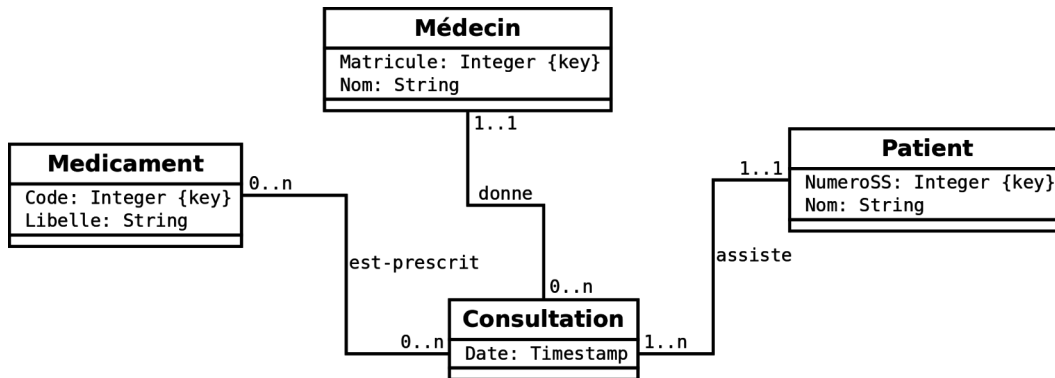 Médecin
Matricule: Integer {key}
Nom: String
1..1
Medicament
Code: Integer {key}
Libelle: String
0..n
donne
Patient
NumeroSS: Integer {key}
Nom: String
1..1
est-prescrit
assiste
0..n
Consultation
Date: Timestamp
0..n
1..n